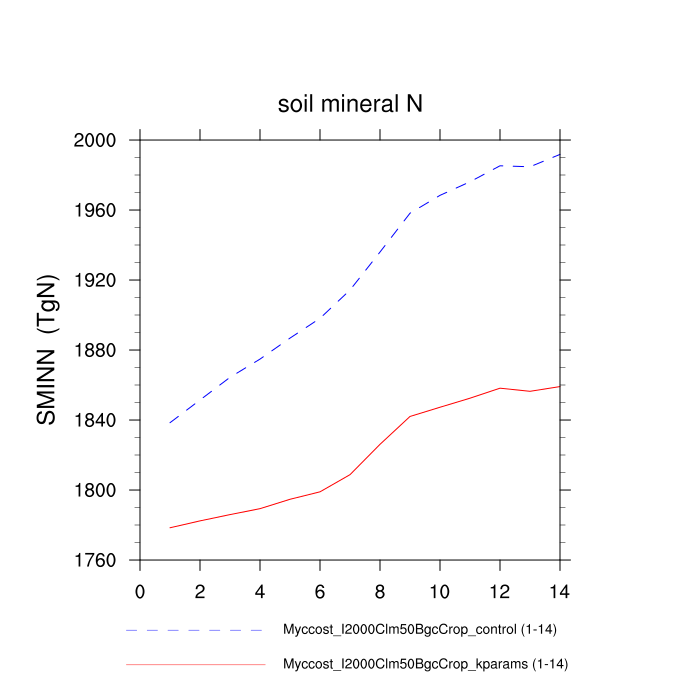 soil mineral N
2000
1960
1920
1880
1840
1800
1760
SMINN (TgN)
0 2 4 6 8 10 12 14
Myccost_I2000Clm50BgcCrop_control (1-14)
Myccost_I2000Clm50BgcCrop_kparams (1-14)